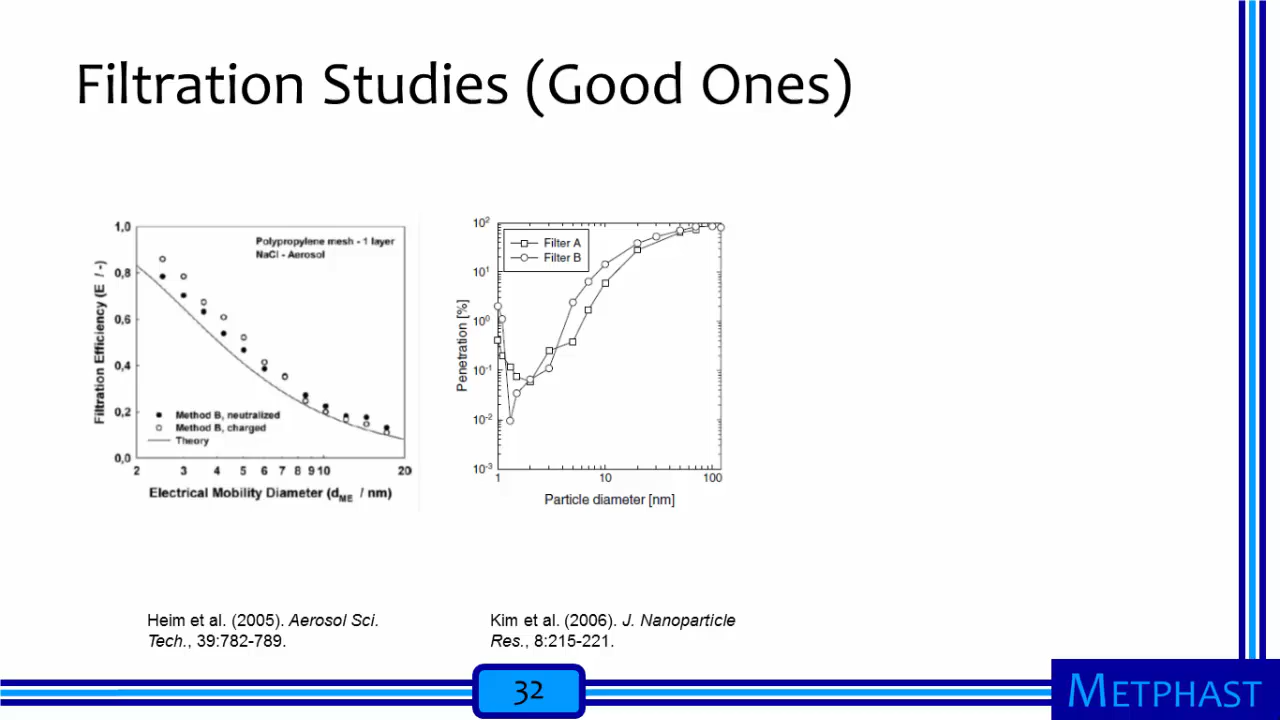 Filtration Studies (Good Ones)
1,0
0,8
0,6
0,4
0,2
0,0
Filtration Efficiency (E / -)
Polypropylene mesh - 1 layer
NaCl - Aerosol
Method B, neutralized
Method B, charged
Theory
2 3 4 5 6 7 8 9 10 20
Electrical Mobility Diameter (dME / nm)
10²
10¹
10⁰
10⁻¹
10⁻²
10⁻³
Penetration [%]
Filter A
Filter B
1 10 100
Particle diameter [nm]
Heim et al. (2005). Aerosol Sci.
Tech., 39:782-789.
Kim et al. (2006). J. Nanoparticle
Res., 8:215-221.
32
METPHAST